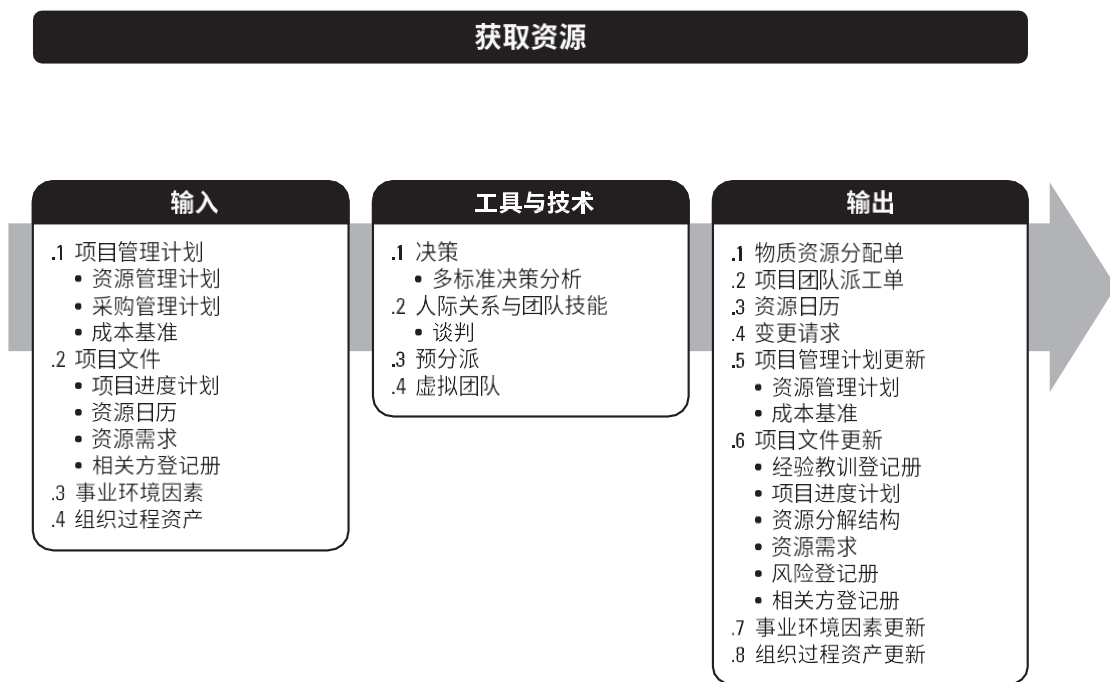 获取资源
输入
.1 项目管理计划
• 资源管理计划
• 采购管理计划
• 成本基准
.2 项目文件
• 项目进度计划
• 资源日历
• 资源需求
• 相关方登记册
.3 事业环境因素
.4 组织过程资产
工具与技术
.1 决策
• 多标准决策分析
.2 人际关系与团队技能
• 谈判
.3 预分派
.4 虚拟团队
输出
.1 物质资源分配单
.2 项目团队派工单
.3 资源日历
.4 变更请求
.5 项目管理计划更新
• 资源管理计划
• 成本基准
.6 项目文件更新
• 经验教训登记册
• 项目进度计划
• 资源分解结构
• 资源需求
• 风险登记册
• 相关方登记册
.7 事业环境因素更新
.8 组织过程资产更新